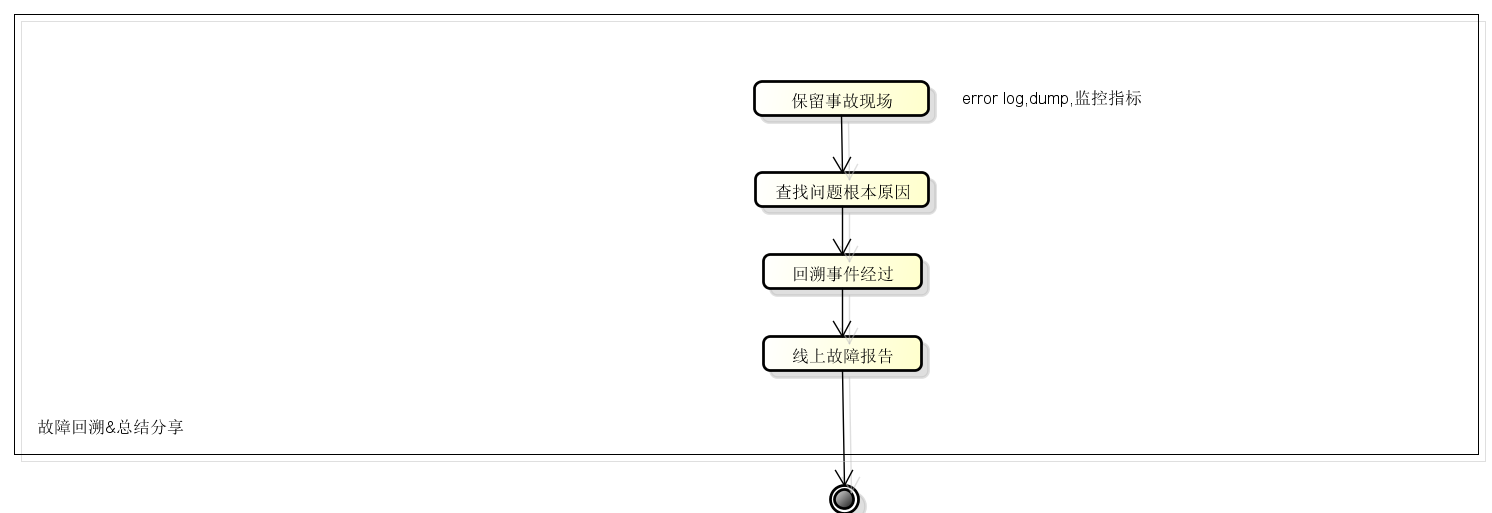 保留事故现场
error log,dump,监控指标
查找问题根本原因
回溯事件经过
线上故障报告
故障回溯&总结分享